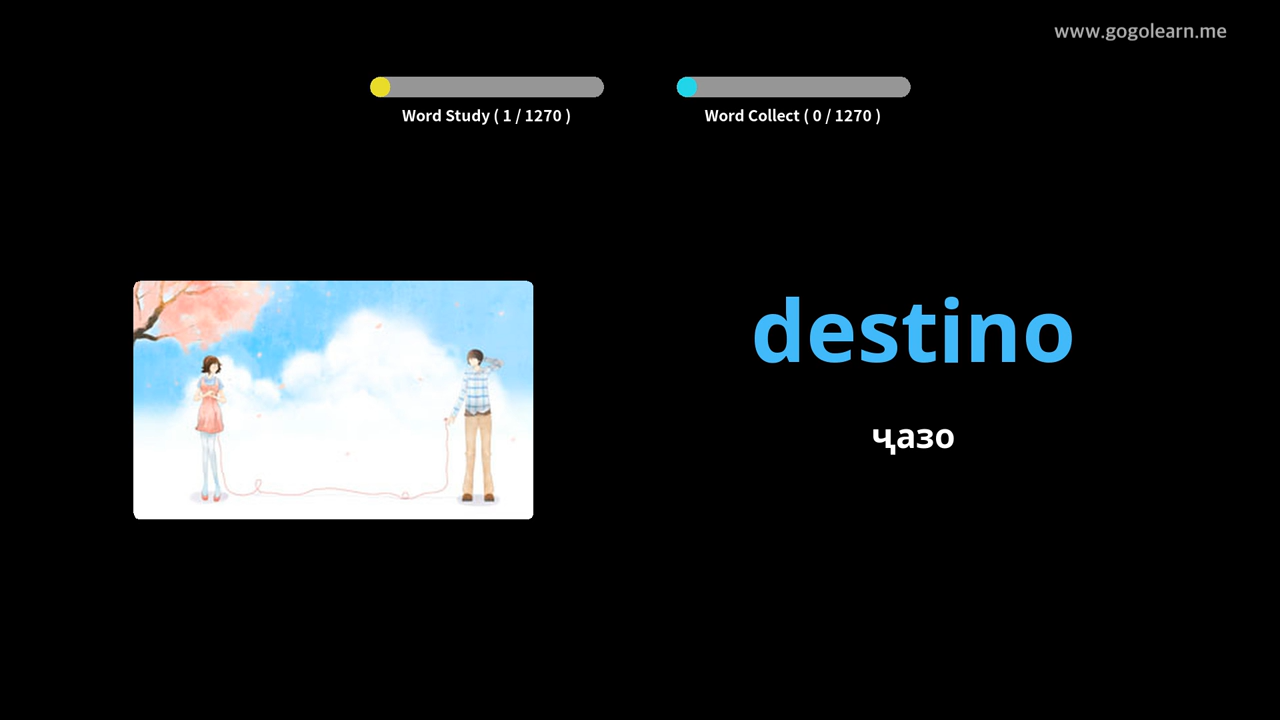 www.gogolearn.me
Word Study ( 1 / 1270 )
Word Collect ( 0 / 1270 )
destino
ҷазо